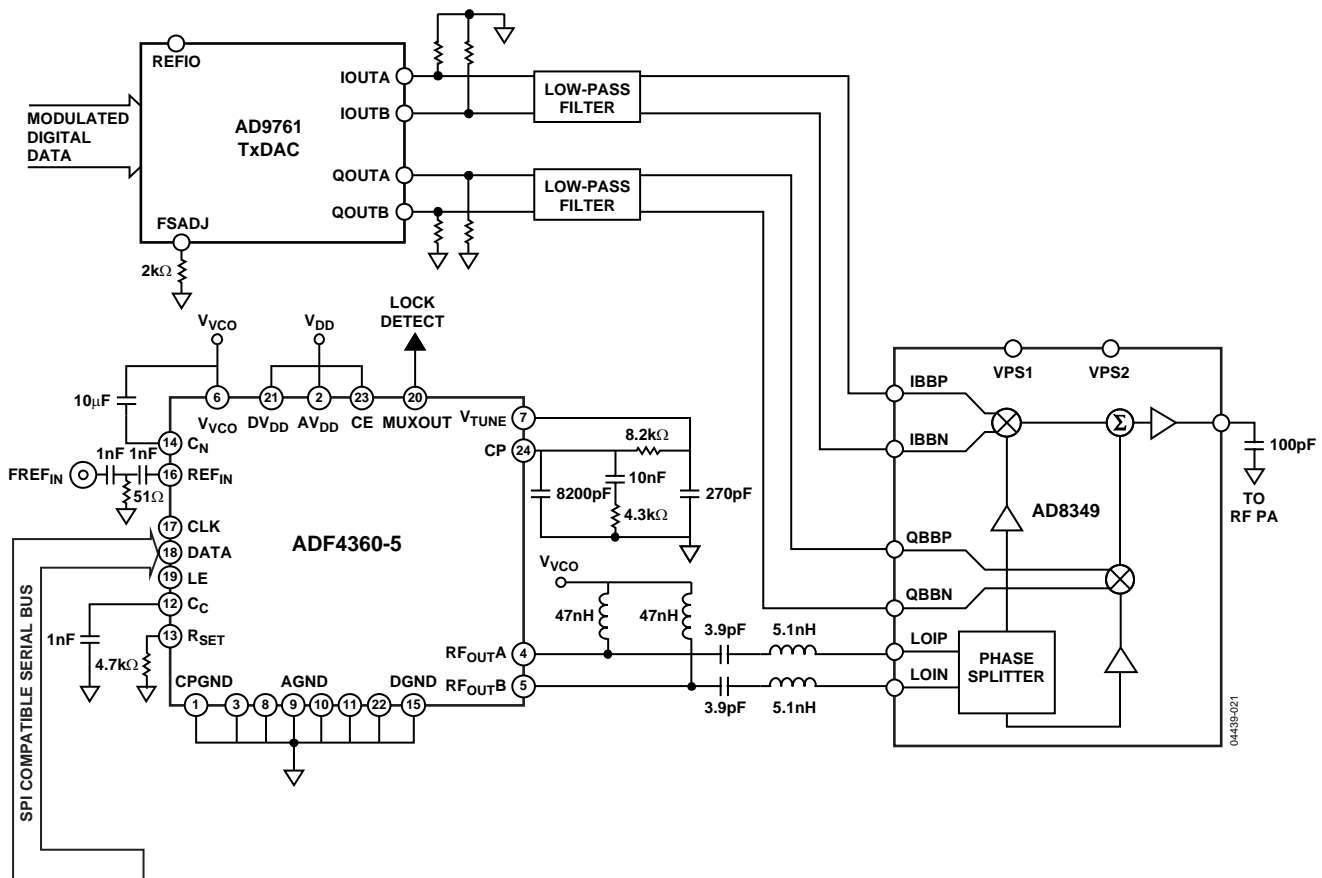 REFIO
IOUTA
IOUTB
QOUTA
QOUTB
MODULATED
DIGITAL
DATA
AD9761
TxDAC
FSADJ
2kΩ
LOW-PASS
FILTER
LOW-PASS
FILTER
LOCK
DETECT
VVCO
VDD
10µF
6
21
2
23
20
VVCO
DVDD
AVDD
CE
MUXOUT
VTUNE
7
CP
24
14
CN
1nF
1nF
FREFIN
16
REFIN
51Ω
17
CLK
18
DATA
19
LE
12
CC
13
RSET
1nF
4.7kΩ
ADF4360-5
8.2kΩ
10nF
8200pF
270pF
4.3kΩ
VVCO
47nH
47nH
3.9pF
5.1nH
RFOUTA
4
RFOUTB
5
3.9pF
5.1nH
CPGND
AGND
DGND
1
3
8
9
10
11
22
15
SPI COMPATIBLE SERIAL BUS
VPS1
VPS2
IBBP
IBBN
Σ
100pF
TO
RF PA
AD8349
QBBP
QBBN
LOIP
LOIN
PHASE
SPLITTER
04439-021